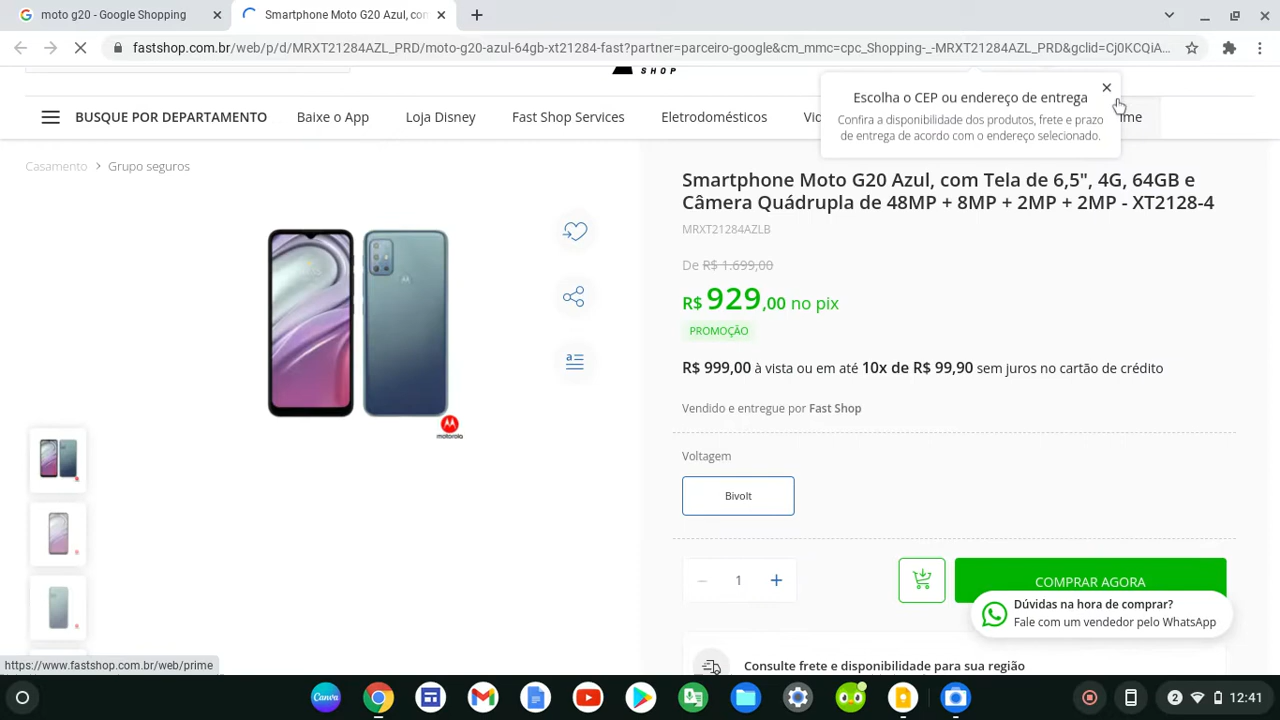 moto g20 - Google Shopping
Smartphone Moto G20 Azul, con
fastshop.com.br/web/p/d/MRXT21284AZL_PRD/moto-g20-azul-64gb-xt21284-fast?partner=parceiro-google&cm_mmc=cpc_Shopping-_-MRXT21284AZL_PRD&gclid=Cj0KCQiA...
SHOP
Escolha o CEP ou endereço de entrega
Confira a disponibilidade dos produtos, frete e prazo
de entrega de acordo com o endereço selecionado.
BUSQUE POR DEPARTAMENTO
Baixe o App
Loja Disney
Fast Shop Services
Eletrodomésticos
Casamento > Grupo seguros
Smartphone Moto G20 Azul, com Tela de 6,5", 4G, 64GB e
Câmera Quádrupla de 48MP + 8MP + 2MP + 2MP - XT2128-4
MRXT21284AZLB
De R$ 1.699,00
R$ 929,00 no pix
PROMOÇÃO
R$ 999,00 à vista ou em até 10x de R$ 99,90 sem juros no cartão de crédito
Vendido e entregue por Fast Shop
motorola
Voltagem
Bivolt
1
COMPRAR AGORA
Dúvidas na hora de comprar?
Fale com um vendedor pelo WhatsApp
Consulte frete e disponibilidade para sua região
https://www.fastshop.com.br/web/prime
Canva
2
12:41